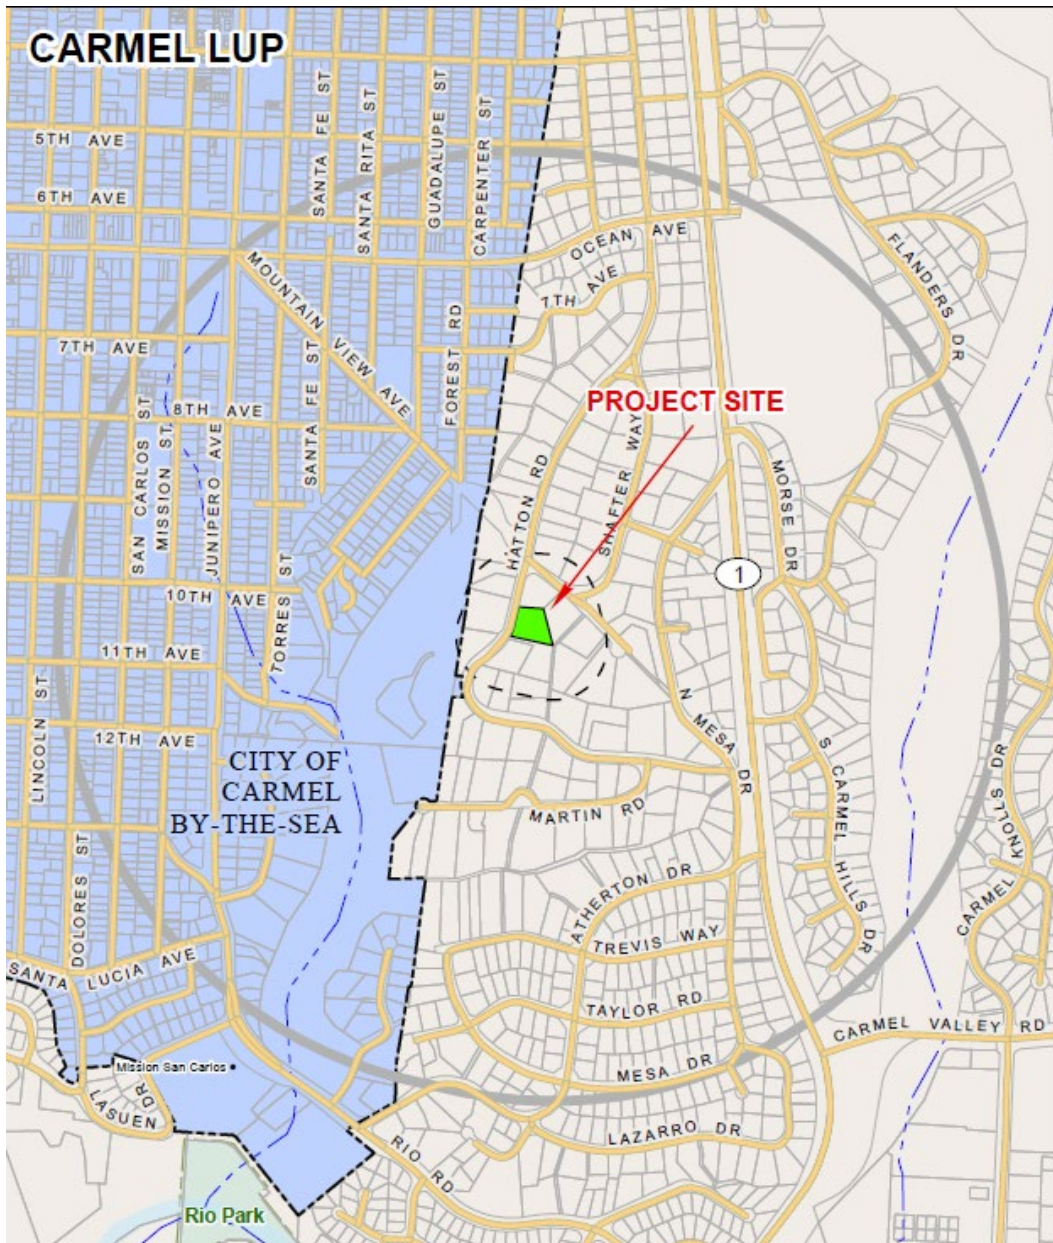 CARMEL LUP
5TH AVE
6TH AVE
SANTA FE ST
SANTA RITA ST
GUADALUPE ST
CARPENTER ST
OCEAN AVE
7TH AVE
FLANDERS DR
MOUNTAIN VIEW AVE
7TH AVE
FOREST RD
SANTA FE ST
8TH AVE
PROJECT SITE
SAN CARLOS ST
MISSION ST
JUNIPERO AVE
HATTON RD
SHAFTER WAY
MORSE DR
1
10TH AVE
TORRES ST
11TH AVE
LINCOLN ST
12TH AVE
N MESA DR
S CARMEL HILLS DR
CARMEL KNOLLS DR
CITY OF
CARMEL
BY-THE-SEA
MARTIN RD
DOLORES ST
ATHERTON DR
TREVIS WAY
SANTA LUCIA AVE
TAYLOR RD
CARMEL VALLEY RD
Mission San Carlos
MESA DR
LASUEN DR
LAZARRO DR
RIO RD
Rio Park